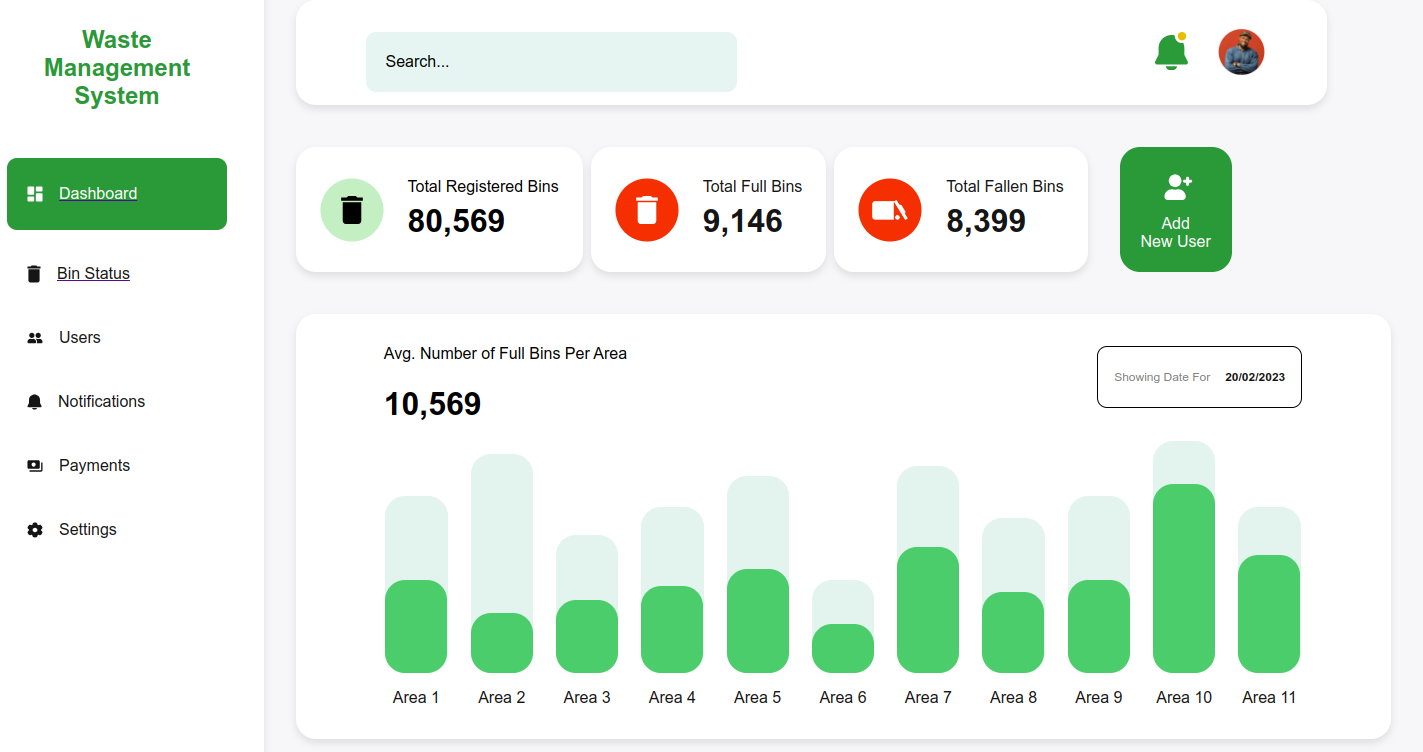 Waste
Management
System
Dashboard
Bin Status
Users
Notifications
Payments
Settings
Search...
Total Registered Bins
80,569
Total Full Bins
9,146
Total Fallen Bins
8,399
Add
New User
Avg. Number of Full Bins Per Area
10,569
Showing Date For 20/02/2023
Area 1 Area 2 Area 3 Area 4 Area 5 Area 6 Area 7 Area 8 Area 9 Area 10 Area 11